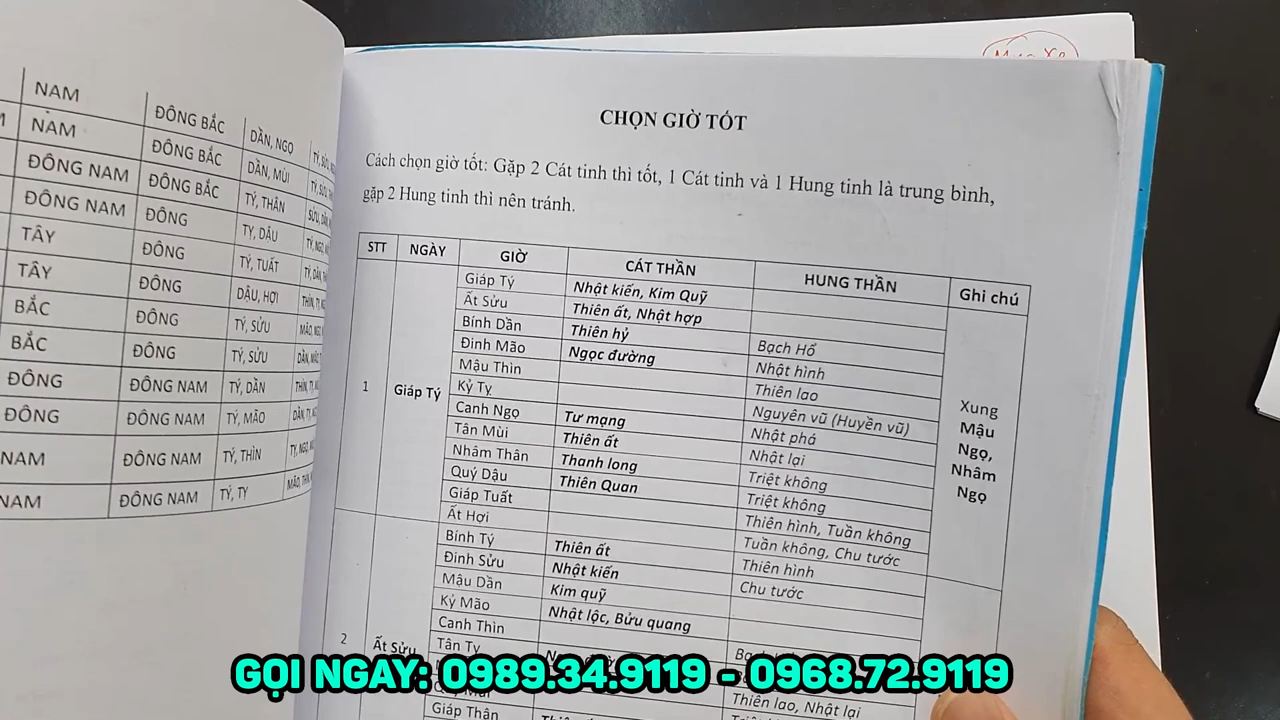 NAM ĐÔNG BẮC DẦN, NGỌ
NAM ĐÔNG BẮC DẦN, MÙI
ĐÔNG NAM ĐÔNG BẮC TÝ, THÂN
ĐÔNG NAM ĐÔNG TỴ, DẬU
TÂY ĐÔNG TÝ, TUẤT
TÂY ĐÔNG DẬU, HỢI
BẮC ĐÔNG TÝ, SỬU
BẮC ĐÔNG TÝ, SỬU
ĐÔNG ĐÔNG NAM TÝ, DẦN
ĐÔNG ĐÔNG NAM TÝ, MÃO
NAM ĐÔNG NAM TÝ, THÌN
NAM ĐÔNG NAM TÝ, TỴ
CHỌN GIỜ TỐT
Cách chọn giờ tốt: Gặp 2 Cát tinh thì tốt, 1 Cát tinh và 1 Hung tinh là trung bình,
gặp 2 Hung tinh thì nên tránh.
STT NGÀY GIỜ CÁT THẦN HUNG THẦN Ghi chú
1 Giáp Tý
Giáp Tý Nhật kiến, Kim Quỹ
Ất Sửu Thiên ất, Nhật hợp
Bính Dần Thiên hỷ Bạch Hổ
Đinh Mão Ngọc đường Nhật hình
Mậu Thìn Thiên lao
Kỷ Tỵ Nguyên vũ (Huyền vũ)
Canh Ngọ Tư mạng Nhật phá
Tân Mùi Thiên ất Nhật lại
Nhâm Thân Thanh long Triệt không
Quý Dậu Thiên Quan Triệt không
Giáp Tuất Thiên hình, Tuần không
Ất Hợi Tuần không, Chu tước
Xung
Mậu
Ngọ,
Nhâm
Ngọ
2 Ất Sửu
Bính Tý Thiên ất Thiên hình
Đinh Sửu Nhật kiến Chu tước
Mậu Dần Kim quỹ
Kỷ Mão Nhật lộc, Bửu quang
Canh Thìn
Tân Tỵ
Thiên lao, Nhật lại
Giáp Thân
GỌI NGAY: 0989.34.9119 - 0968.72.9119